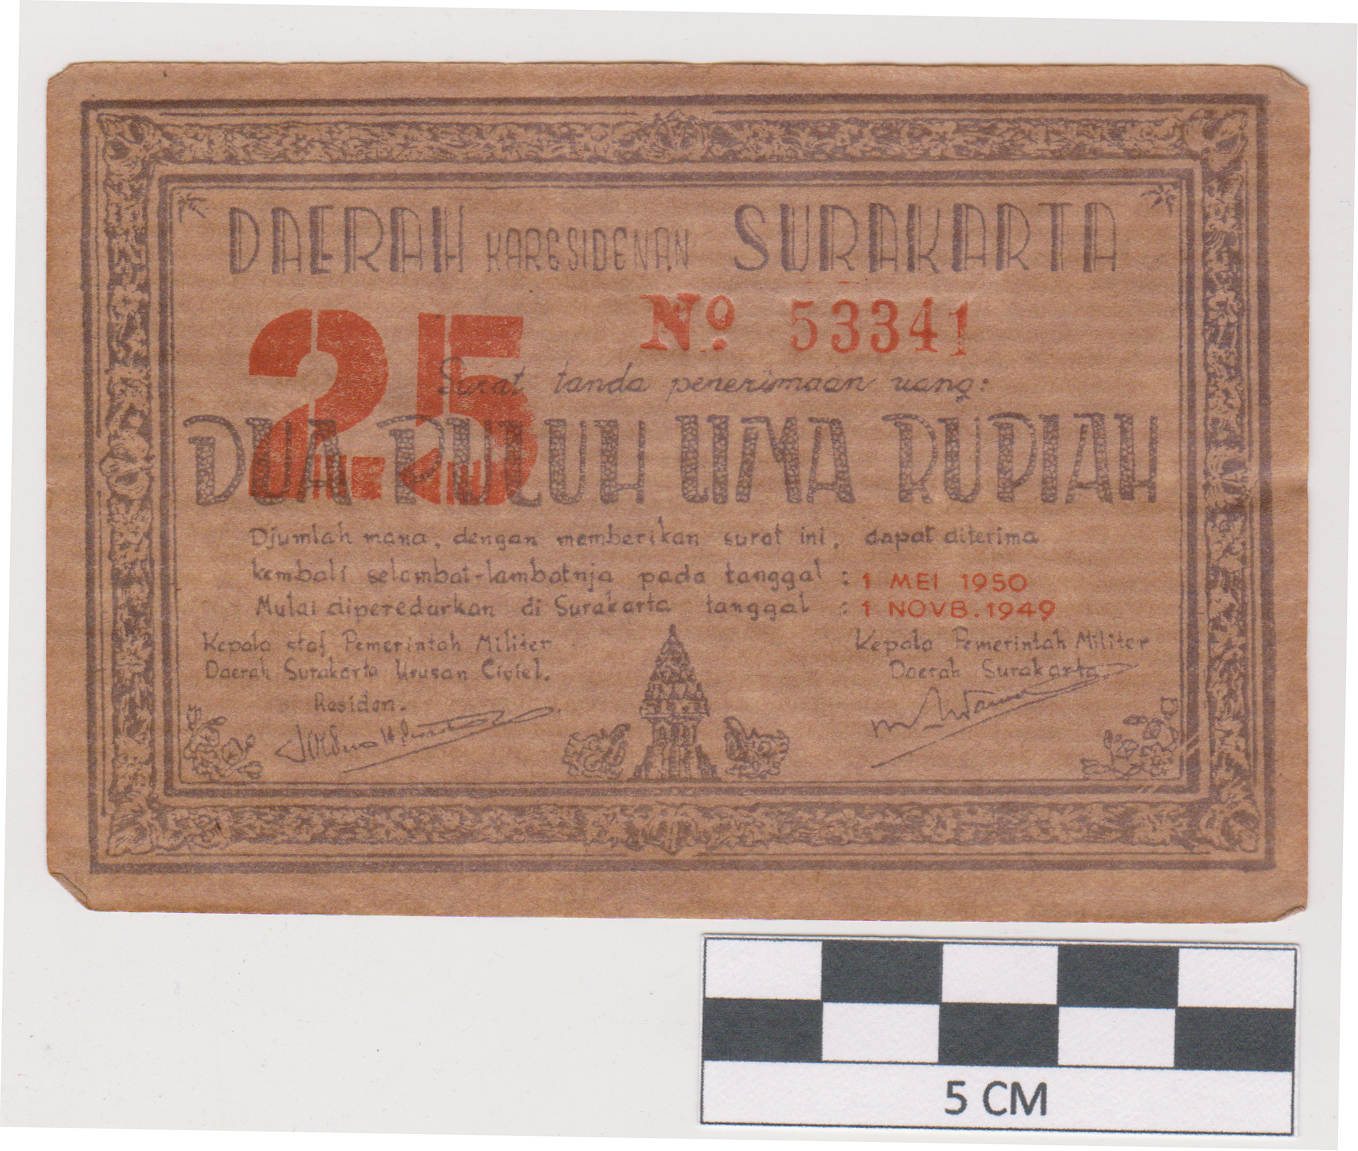 DAERAH KARESIDENAN SURAKARTA
No. 53341
25
Surat tanda penerimaan uang:
DUA PULUH LIMA RUPIAH
Djumlah mana, dengan memberikan surat ini, dapat diterima
kembali selambat-lambatnja pada tanggal : 1 MEI 1950
Mulai diperedarkan di Surakarta tanggal : 1 NOVB. 1949
Kepala staf Pemerintah Militer
Daerah Surakarta Urusan Civiel.
Residen.
Kepala Pemerintah Militer
Daerah Surakarta.
5 CM